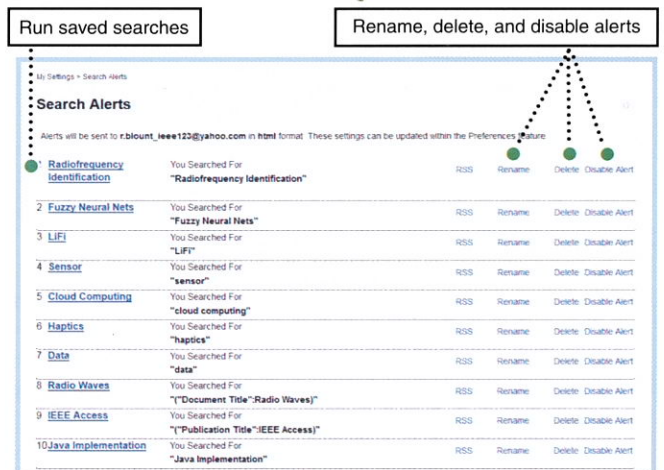 Run saved searches
Rename, delete, and disable alerts
My Settings > Search Alerts
Search Alerts
Alerts will be sent to r.blount_ieee123@yahoo.com in html format These settings can be updated within the Preferences feature
1 Radiofrequency Identification You Searched For
"Radiofrequency Identification" RSS Rename Delete Disable Alert
2 Fuzzy Neural Nets You Searched For
"Fuzzy Neural Nets" RSS Rename Delete Disable Alert
3 LiFi You Searched For
"LiFi" RSS Rename Delete Disable Alert
4 Sensor You Searched For
"sensor" RSS Rename Delete Disable Alert
5 Cloud Computing You Searched For
"cloud computing" RSS Rename Delete Disable Alert
6 Haptics You Searched For
"haptics" RSS Rename Delete Disable Alert
7 Data You Searched For
"data" RSS Rename Delete Disable Alert
8 Radio Waves You Searched For
"("Document Title":Radio Waves)" RSS Rename Delete Disable Alert
9 IEEE Access You Searched For
"("Publication Title":IEEE Access)" RSS Rename Delete Disable Alert
10 Java Implementation You Searched For
"Java Implementation" RSS Rename Delete Disable Alert